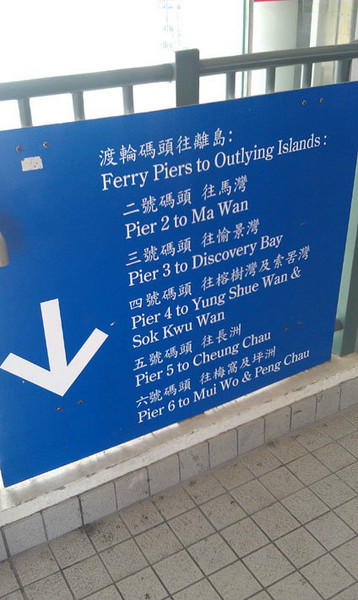 渡輪碼頭往離島:
Ferry Piers to Outlying Islands:
二號碼頭 往馬灣
Pier 2 to Ma Wan
三號碼頭 往愉景灣
Pier 3 to Discovery Bay
四號碼頭 往榕樹灣及索罟灣
Pier 4 to Yung Shue Wan &
Sok Kwu Wan
五號碼頭 往長洲
Pier 5 to Cheung Chau
六號碼頭 往梅窩及坪洲
Pier 6 to Mui Wo & Peng Chau